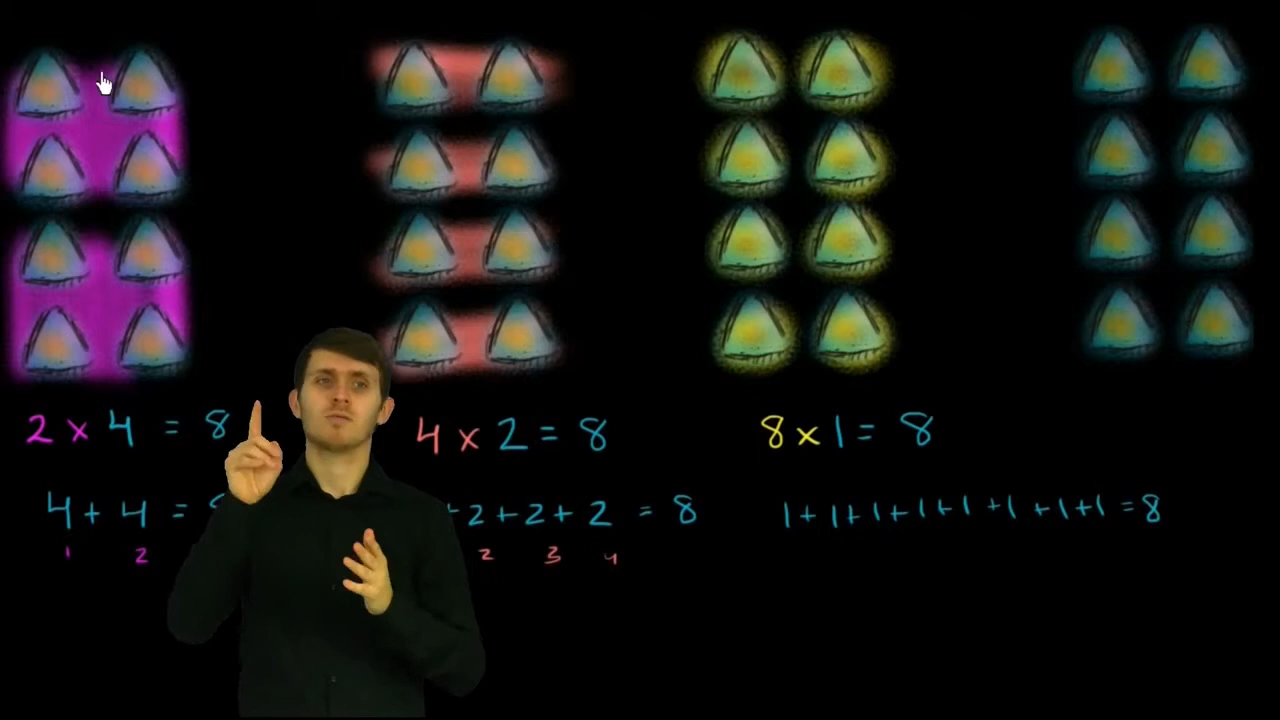 2 x 4 = 8
4 x 2 = 8
8 x 1 = 8
4 + 4 =
+ 2 + 2 + 2 = 8
1 + 1 + 1 + 1 + 1 + 1 + 1 + 1 = 8
1 2
2 3 4